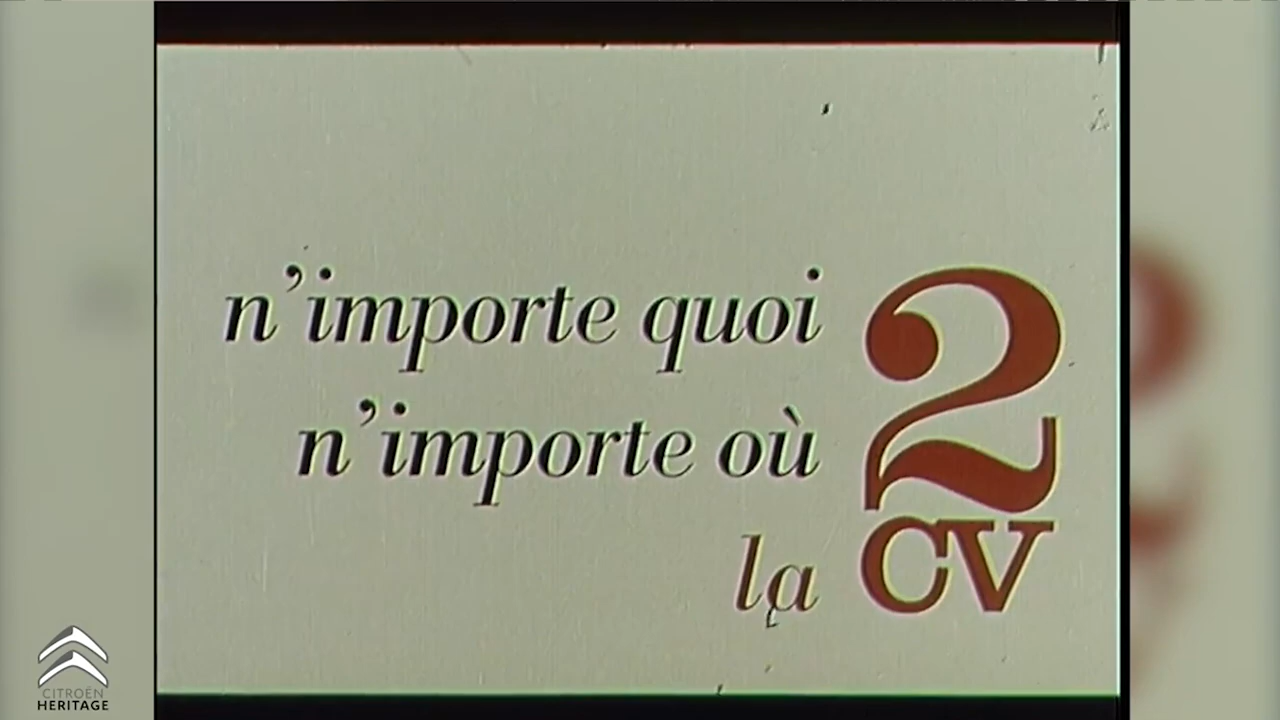 n'importe quoi
n'importe où
la 2
CV
CITROËN
HERITAGE